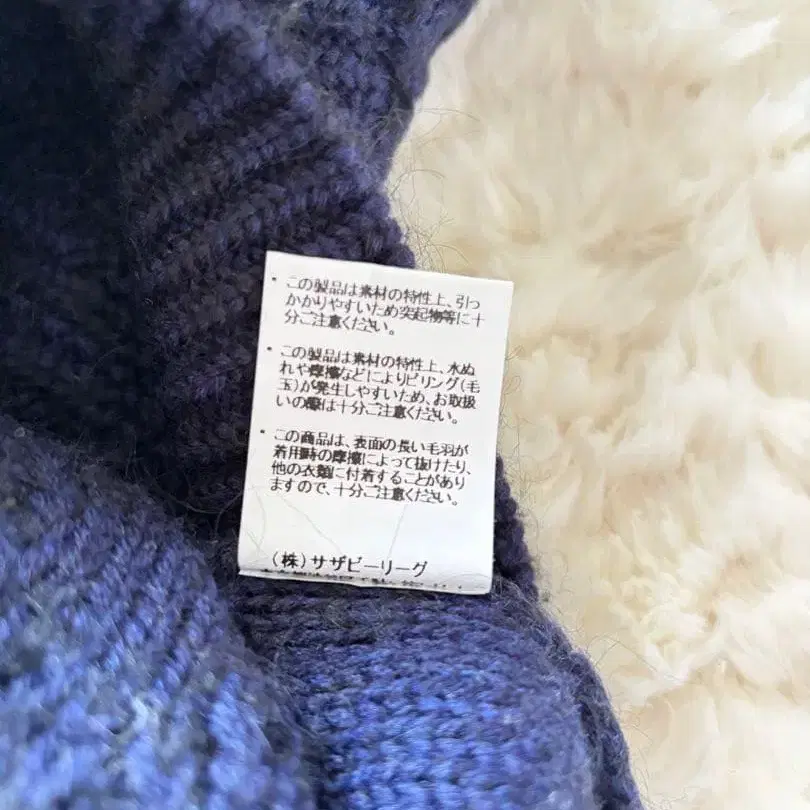 ・この製品は素材の特性上、引っ
かかりやすいため突起物等に十
分ご注意ください。
・この製品は素材の特性上、水ぬ
れや摩擦などによりピリング(毛
玉)が発生しやすいため、お取扱
いの際は十分ご注意ください。
・この商品は、表面の長い毛羽が
着用時の摩擦によって抜けたり、
他の衣類に付着することがあり
ますので、十分ご注意ください。
(株)サザビーリーグ